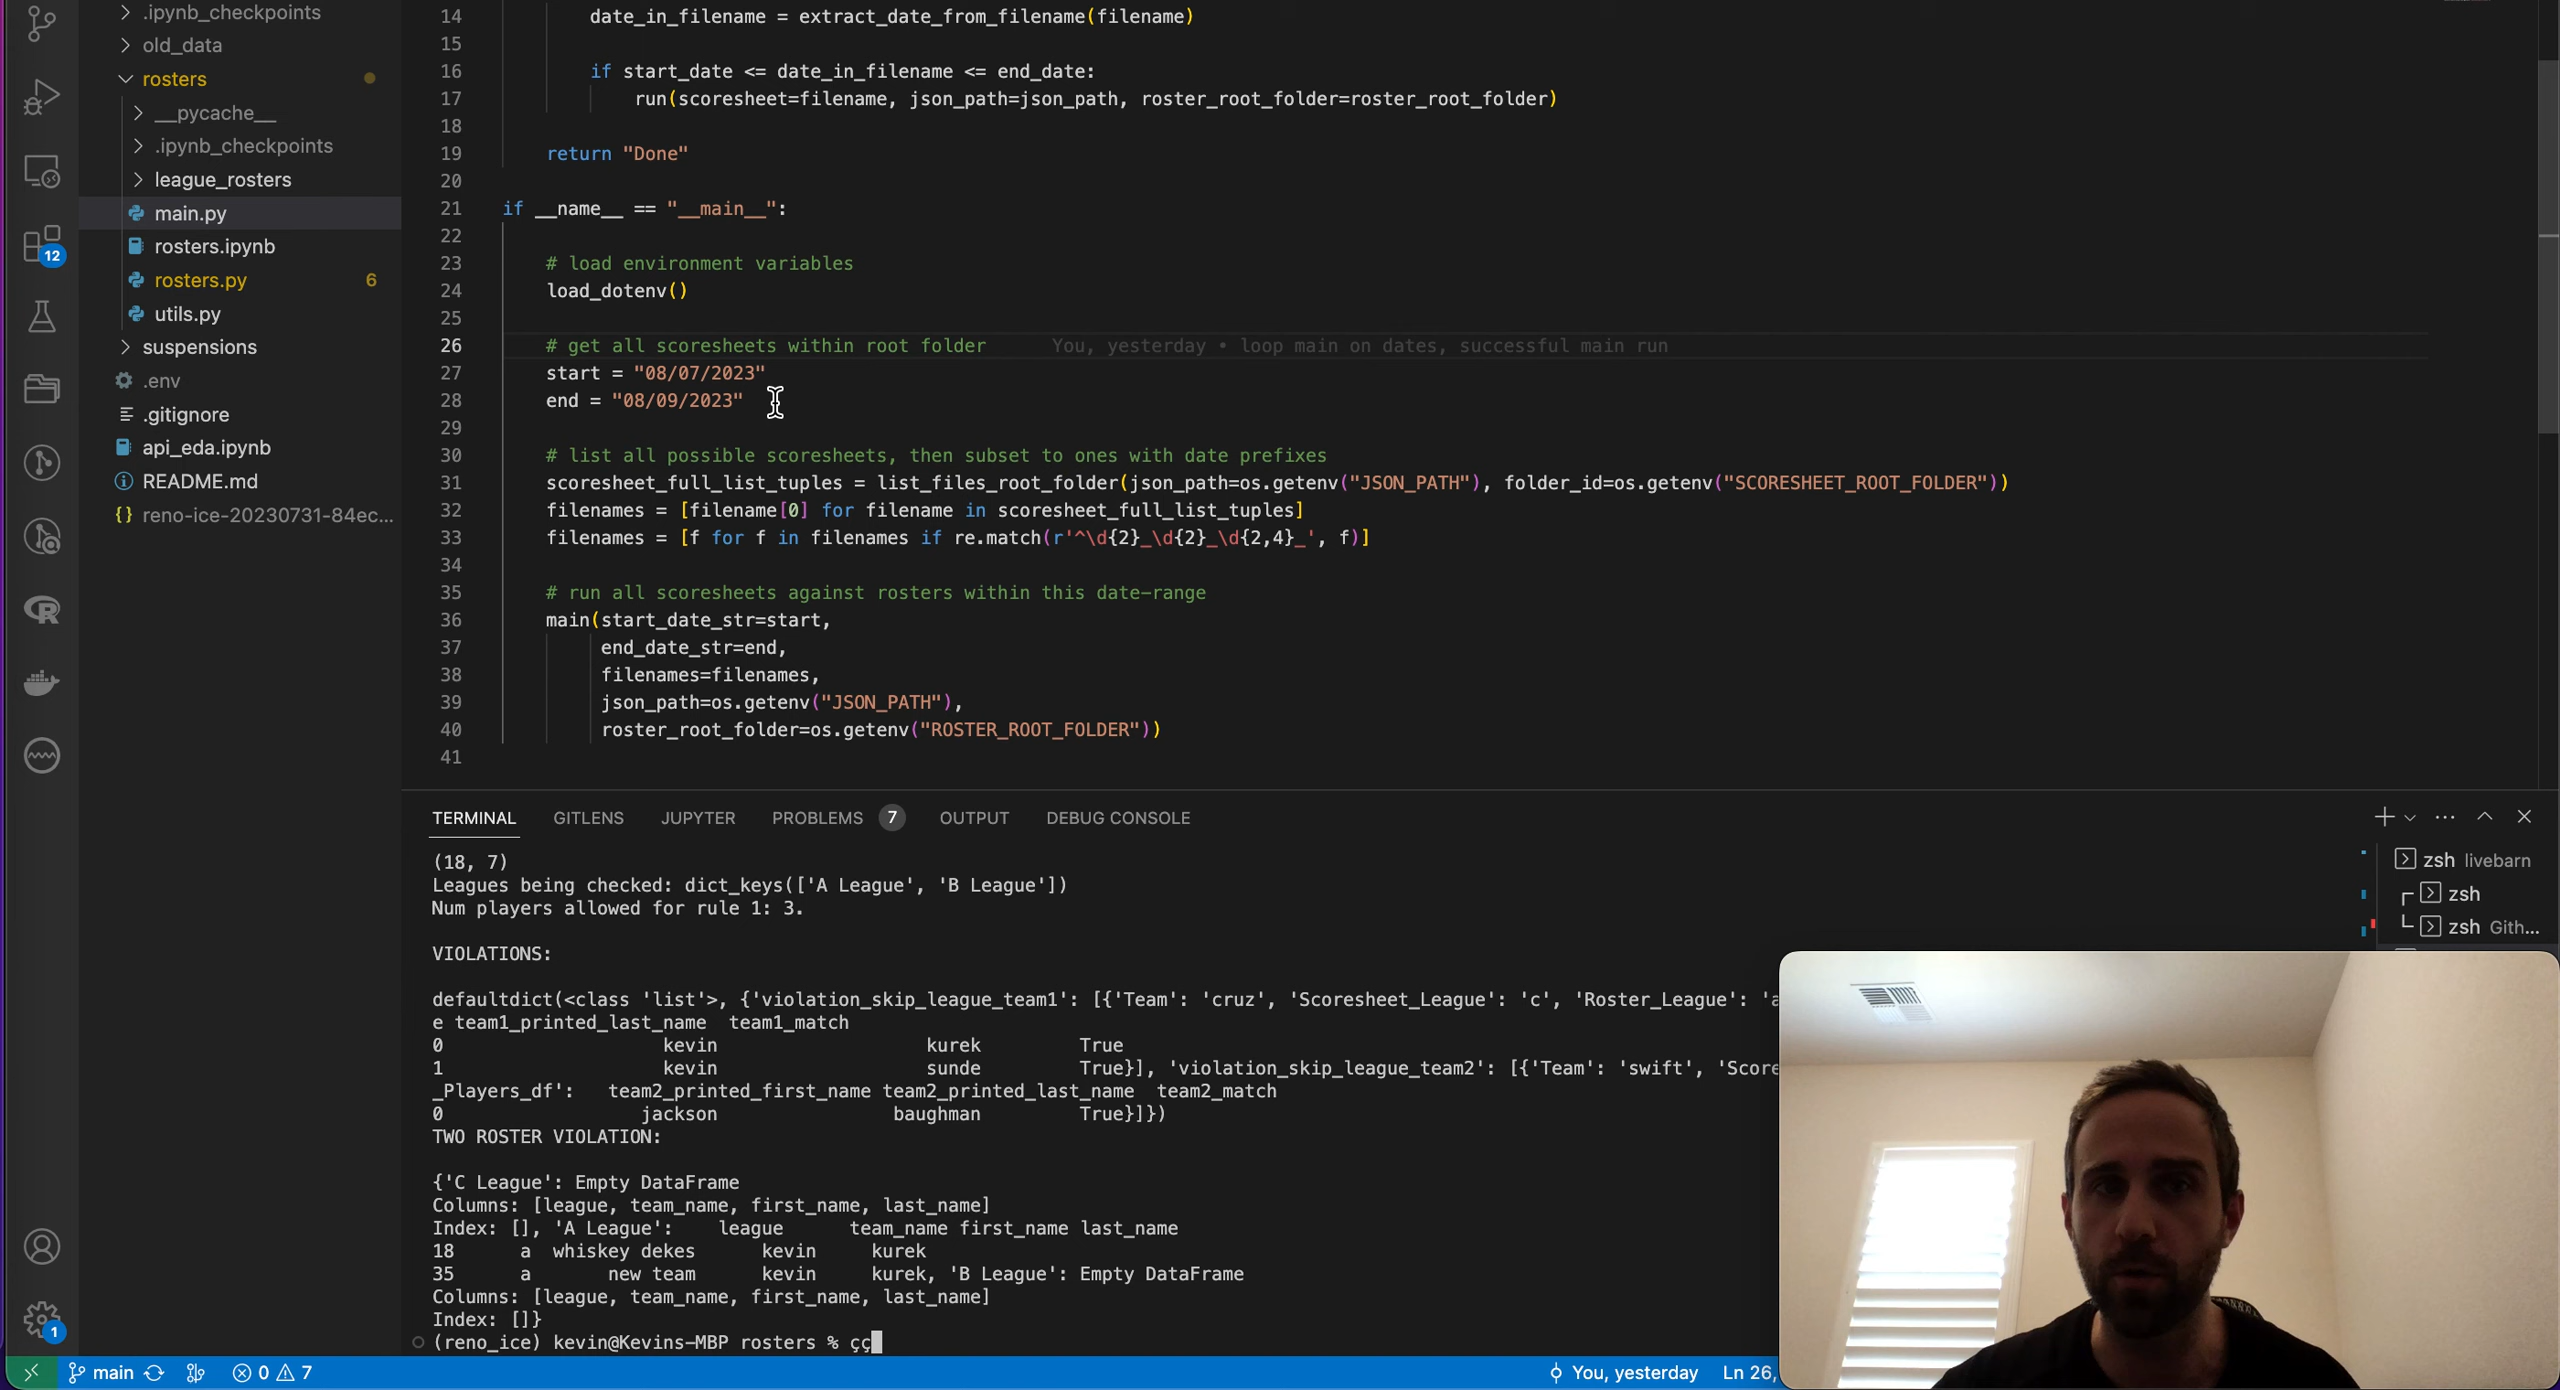 .ipynb_checkpoints
old_data
rosters
__pycache__
.ipynb_checkpoints
league_rosters
main.py
rosters.ipynb
rosters.py 6
utils.py
suspensions
.env
.gitignore
api_eda.ipynb
README.md
{} reno-ice-20230731-84ec...
12
1
14 date_in_filename = extract_date_from_filename(filename)
15
16 if start_date <= date_in_filename <= end_date:
17 run(scoresheet=filename, json_path=json_path, roster_root_folder=roster_root_folder)
18
19 return "Done"
20
21 if __name__ == "__main__":
22
23 # load environment variables
24 load_dotenv()
25
26 # get all scoresheets within root folder You, yesterday • loop main on dates, successful main run
27 start = "08/07/2023"
28 end = "08/09/2023"
29
30 # list all possible scoresheets, then subset to ones with date prefixes
31 scoresheet_full_list_tuples = list_files_root_folder(json_path=os.getenv("JSON_PATH"), folder_id=os.getenv("SCORESHEET_ROOT_FOLDER"))
32 filenames = [filename[0] for filename in scoresheet_full_list_tuples]
33 filenames = [f for f in filenames if re.match(r'^\d{2}_\d{2}_\d{2,4}_', f)]
34
35 # run all scoresheets against rosters within this date-range
36 main(start_date_str=start,
37 end_date_str=end,
38 filenames=filenames,
39 json_path=os.getenv("JSON_PATH"),
40 roster_root_folder=os.getenv("ROSTER_ROOT_FOLDER"))
41
TERMINAL GITLENS JUPYTER PROBLEMS 7 OUTPUT DEBUG CONSOLE
(18, 7)
Leagues being checked: dict_keys(['A League', 'B League'])
Num players allowed for rule 1: 3.
VIOLATIONS:
defaultdict(<class 'list'>, {'violation_skip_league_team1': [{'Team': 'cruz', 'Scoresheet_League': 'c', 'Roster_League': 'a
e team1_printed_last_name team1_match
0 kevin kurek True
1 kevin sunde True}], 'violation_skip_league_team2': [{'Team': 'swift', 'Score
_Players_df': team2_printed_first_name team2_printed_last_name team2_match
0 jackson baughman True}]})
TWO ROSTER VIOLATION:
{'C League': Empty DataFrame
Columns: [league, team_name, first_name, last_name]
Index: [], 'A League': league team_name first_name last_name
18 a whiskey dekes kevin kurek
35 a new team kevin kurek, 'B League': Empty DataFrame
Columns: [league, team_name, first_name, last_name]
Index: []}
(reno_ice) kevin@Kevins-MBP rosters % çç
zsh livebarn
zsh
zsh Gith...
main 0 7 You, yesterday Ln 26,